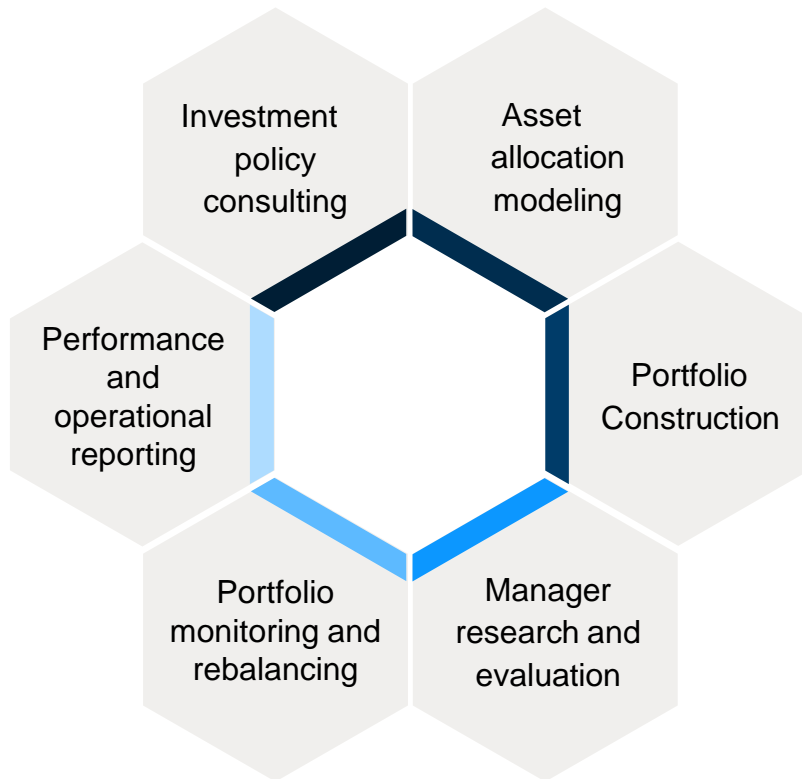 Investment
policy
consulting
Asset
allocation
modeling
Portfolio
Construction
Manager
research and
evaluation
Portfolio
monitoring and
rebalancing
Performance
and
operational
reporting